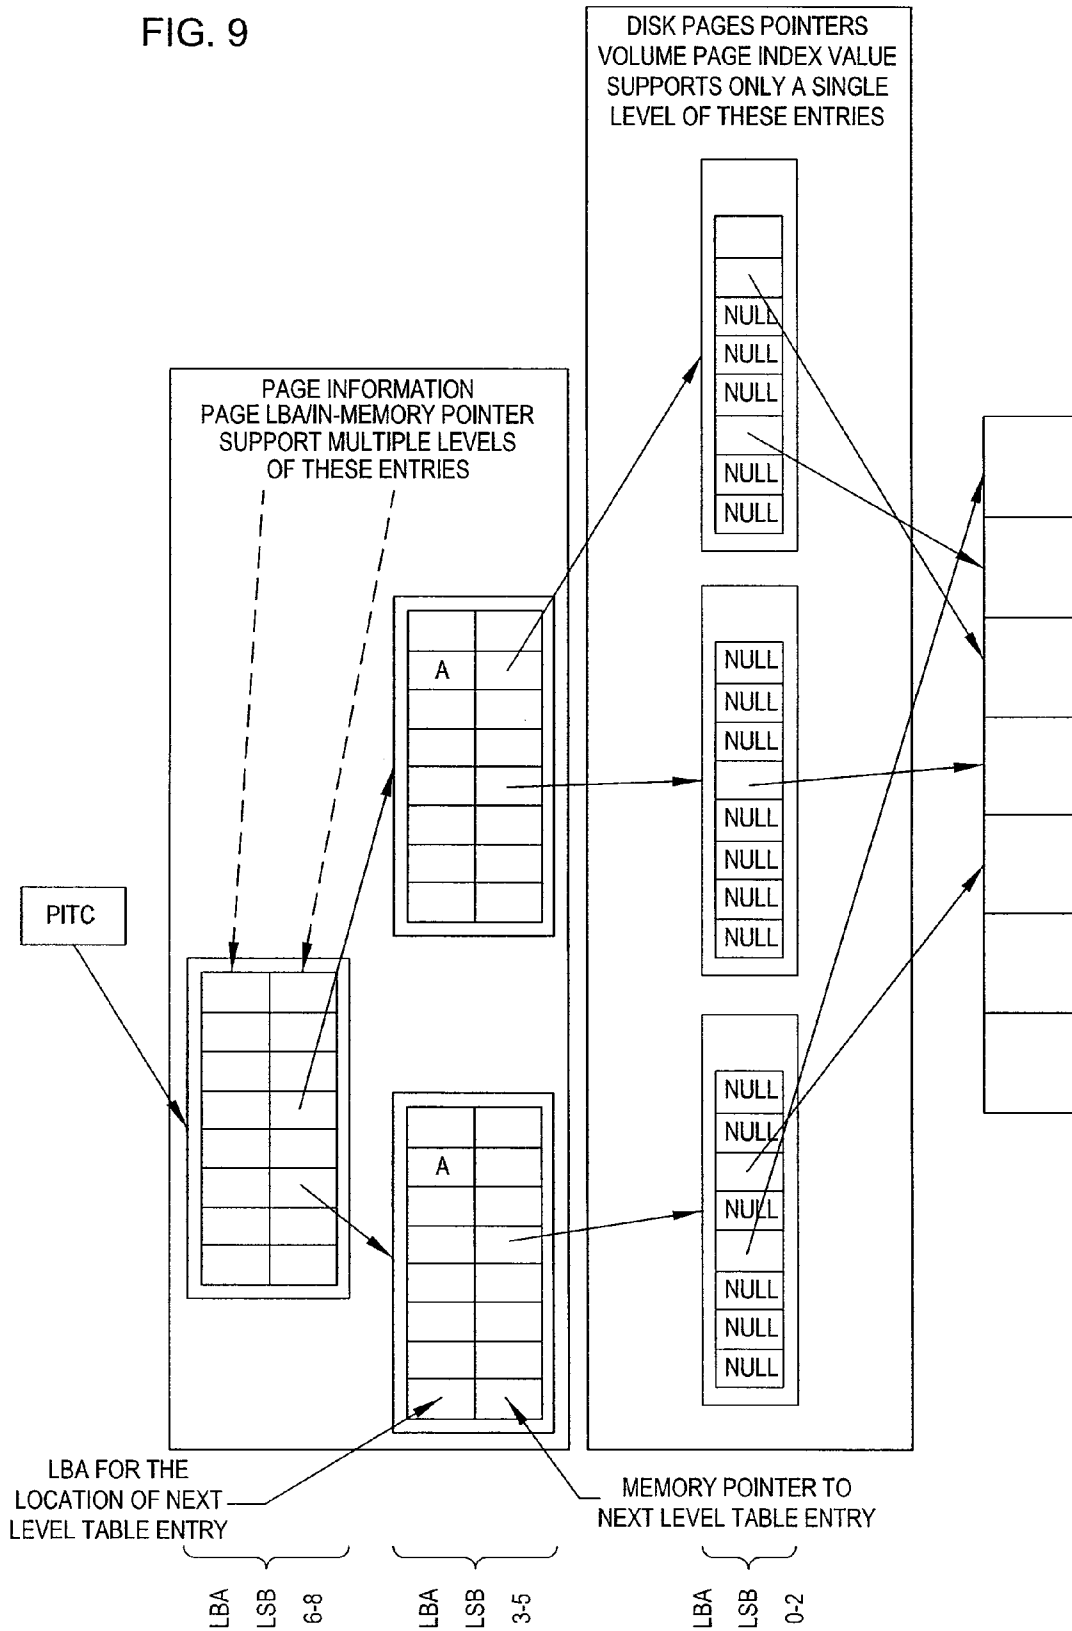 FIG. 9
DISK PAGES POINTERS
VOLUME PAGE INDEX VALUE
SUPPORTS ONLY A SINGLE
LEVEL OF THESE ENTRIES
NULL
NULL
NULL
NULL
NULL
PAGE INFORMATION
PAGE LBA/IN-MEMORY POINTER
SUPPORT MULTIPLE LEVELS
OF THESE ENTRIES
A
NULL
NULL
NULL
NULL
NULL
NULL
NULL
PITC
A
NULL
NULL
NULL
NULL
NULL
NULL
LBA FOR THE
LOCATION OF NEXT
LEVEL TABLE ENTRY
MEMORY POINTER TO
NEXT LEVEL TABLE ENTRY
LBA
LSB
6-8
LBA
LSB
3-5
LBA
LSB
0-2